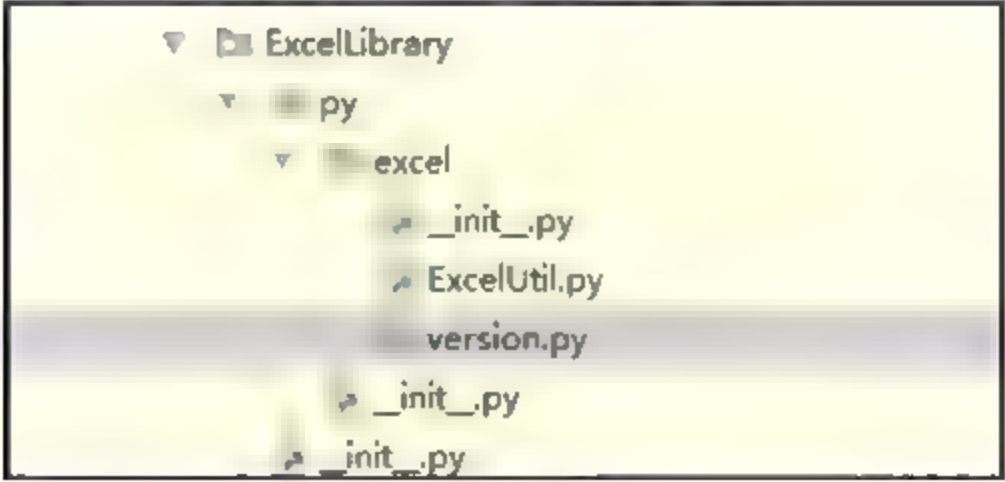 ExcelLibrary
py
excel
__init__.py
ExcelUtil.py
version.py
__init__.py
__init__.py